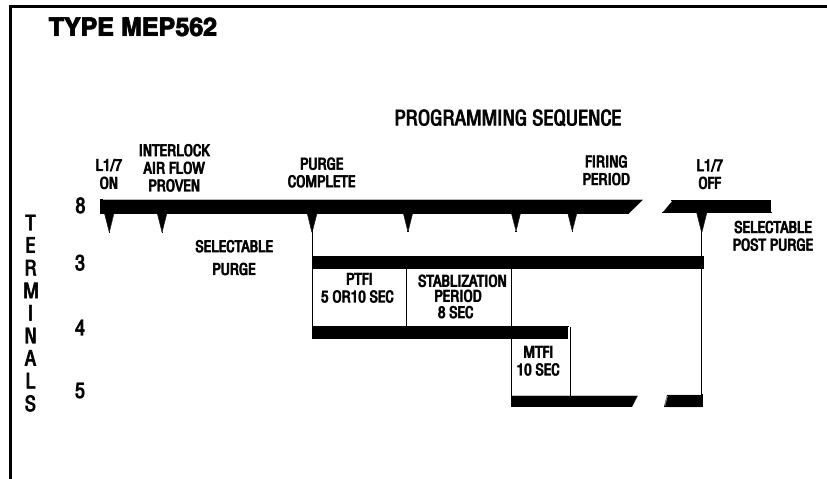 TYPE MEP562
PROGRAMMING SEQUENCE
L1/7
ON
INTERLOCK
AIR FLOW
PROVEN
PURGE
COMPLETE
FIRING
PERIOD
L1/7
OFF
8
SELECTABLE
PURGE
SELECTABLE
POST PURGE
TERMINALS
3
PTFI
5 OR10 SEC
STABLIZATION
PERIOD
8 SEC
4
MTFI
10 SEC
5